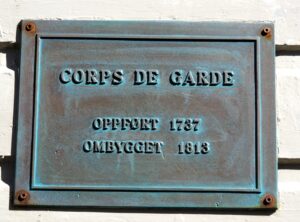 CORPS DE GARDE
OPPFØRT 1737
OMBYGGET 1813